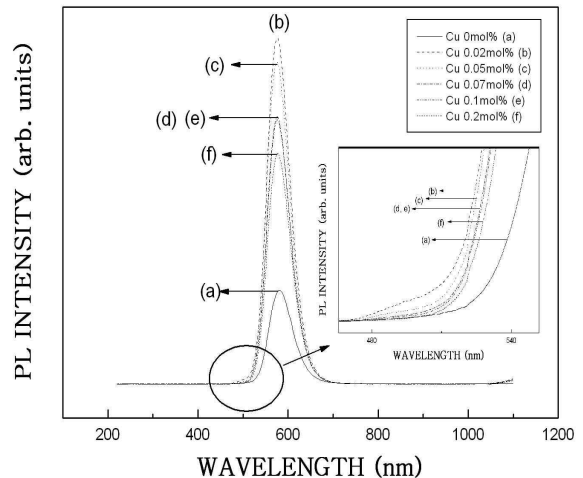 (b)
(c)
(d) (e)
(f)
(a)
Cu 0mol% (a)
Cu 0.02mol% (b)
Cu 0.05mol% (c)
Cu 0.07mol% (d)
Cu 0.1mol% (e)
Cu 0.2mol% (f)
PL INTENSITY (arb. units)
(b)
(c)
(d, e)
(f)
(a)
PL INTENSITY (arb. units)
480
540
WAVELENGTH (nm)
200 400 600 800 1000 1200
WAVELENGTH (nm)